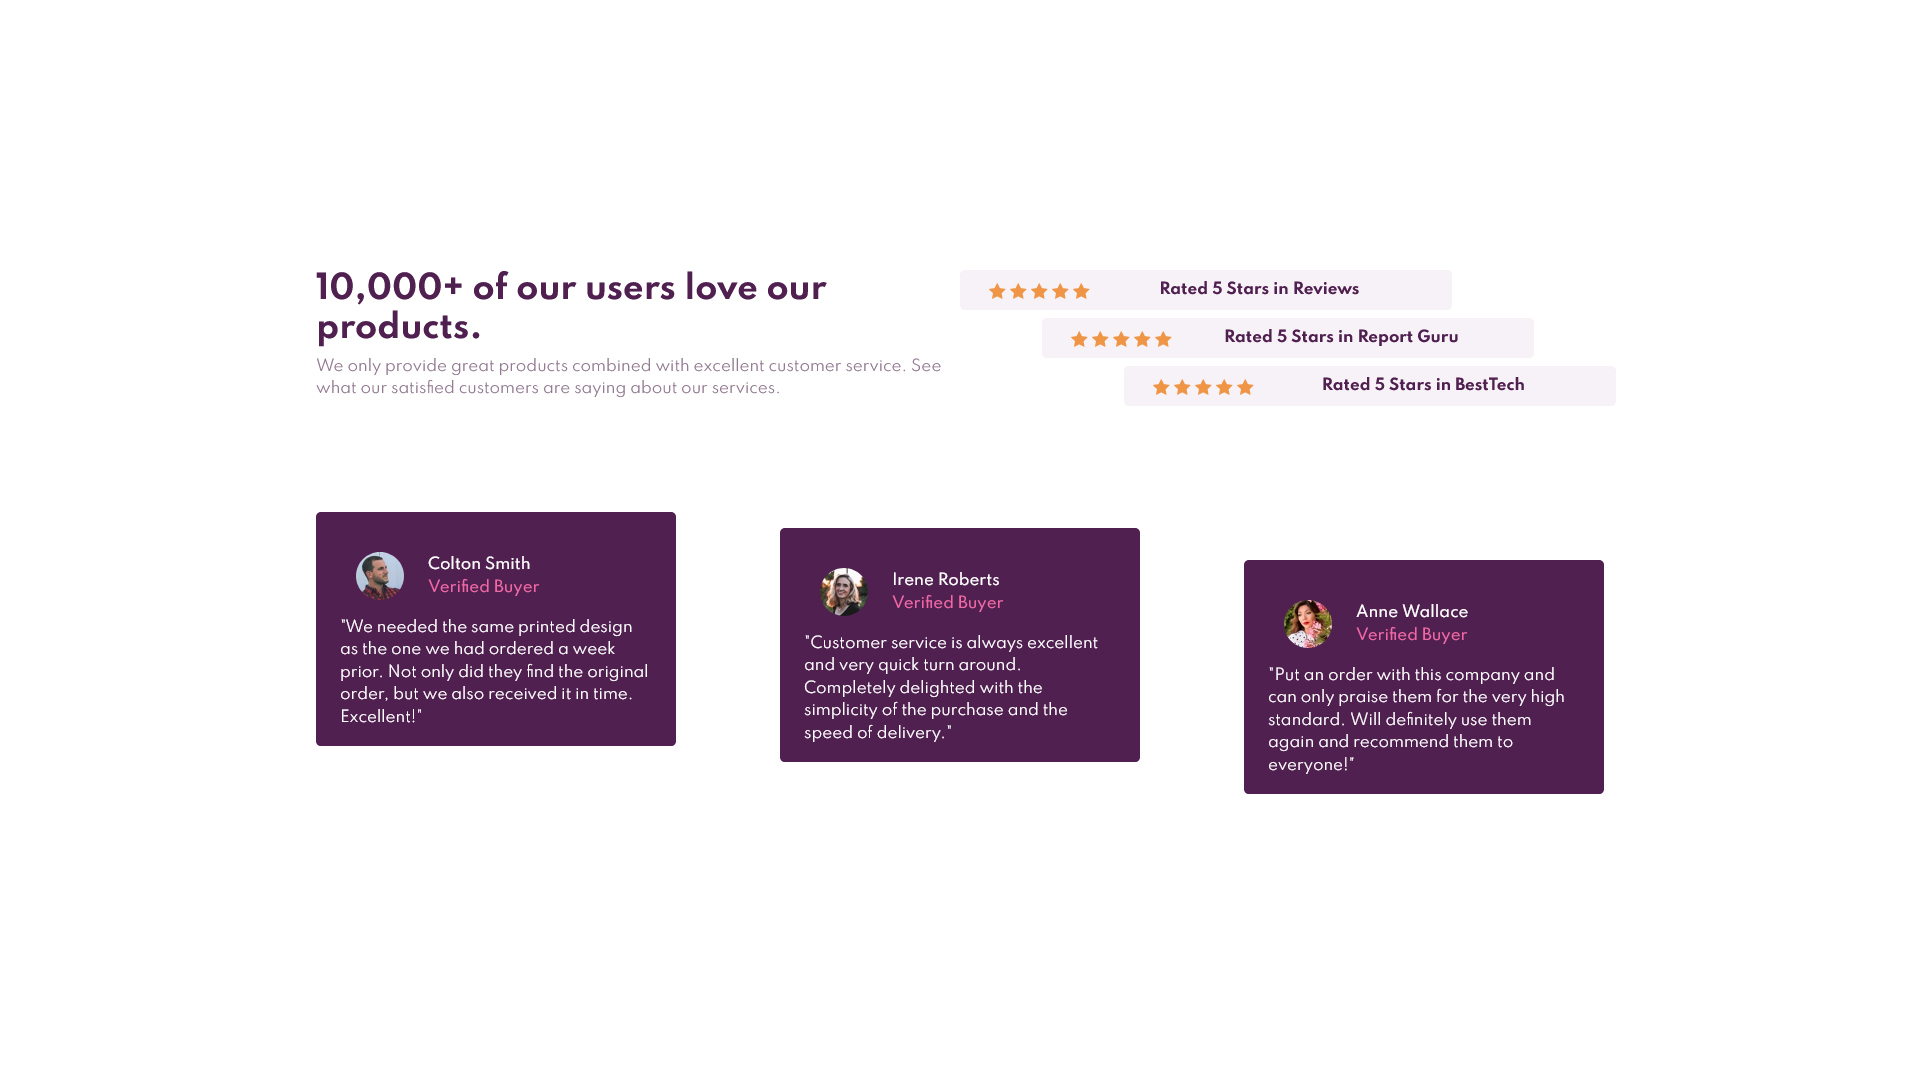 10,000+ of our users love our
products.
We only provide great products combined with excellent customer service. See
what our satisfied customers are saying about our services.
Rated 5 Stars in Reviews
Rated 5 Stars in Report Guru
Rated 5 Stars in BestTech
Colton Smith
Verified Buyer
"We needed the same printed design
as the one we had ordered a week
prior. Not only did they find the original
order, but we also received it in time.
Excellent!"
Irene Roberts
Verified Buyer
"Customer service is always excellent
and very quick turn around.
Completely delighted with the
simplicity of the purchase and the
speed of delivery."
Anne Wallace
Verified Buyer
"Put an order with this company and
can only praise them for the very high
standard. Will definitely use them
again and recommend them to
everyone!"